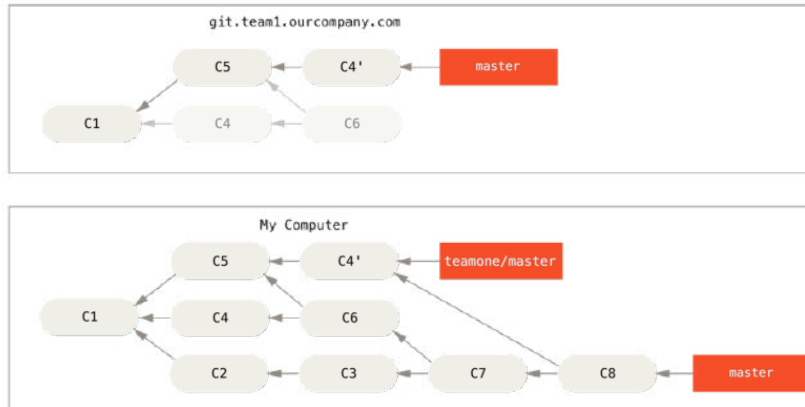 git.team1.ourcompany.com
C5 C4' master
C1 C4 C6
My Computer
C5 C4' teamone/master
C1 C4 C6
C2 C3 C7 C8 master